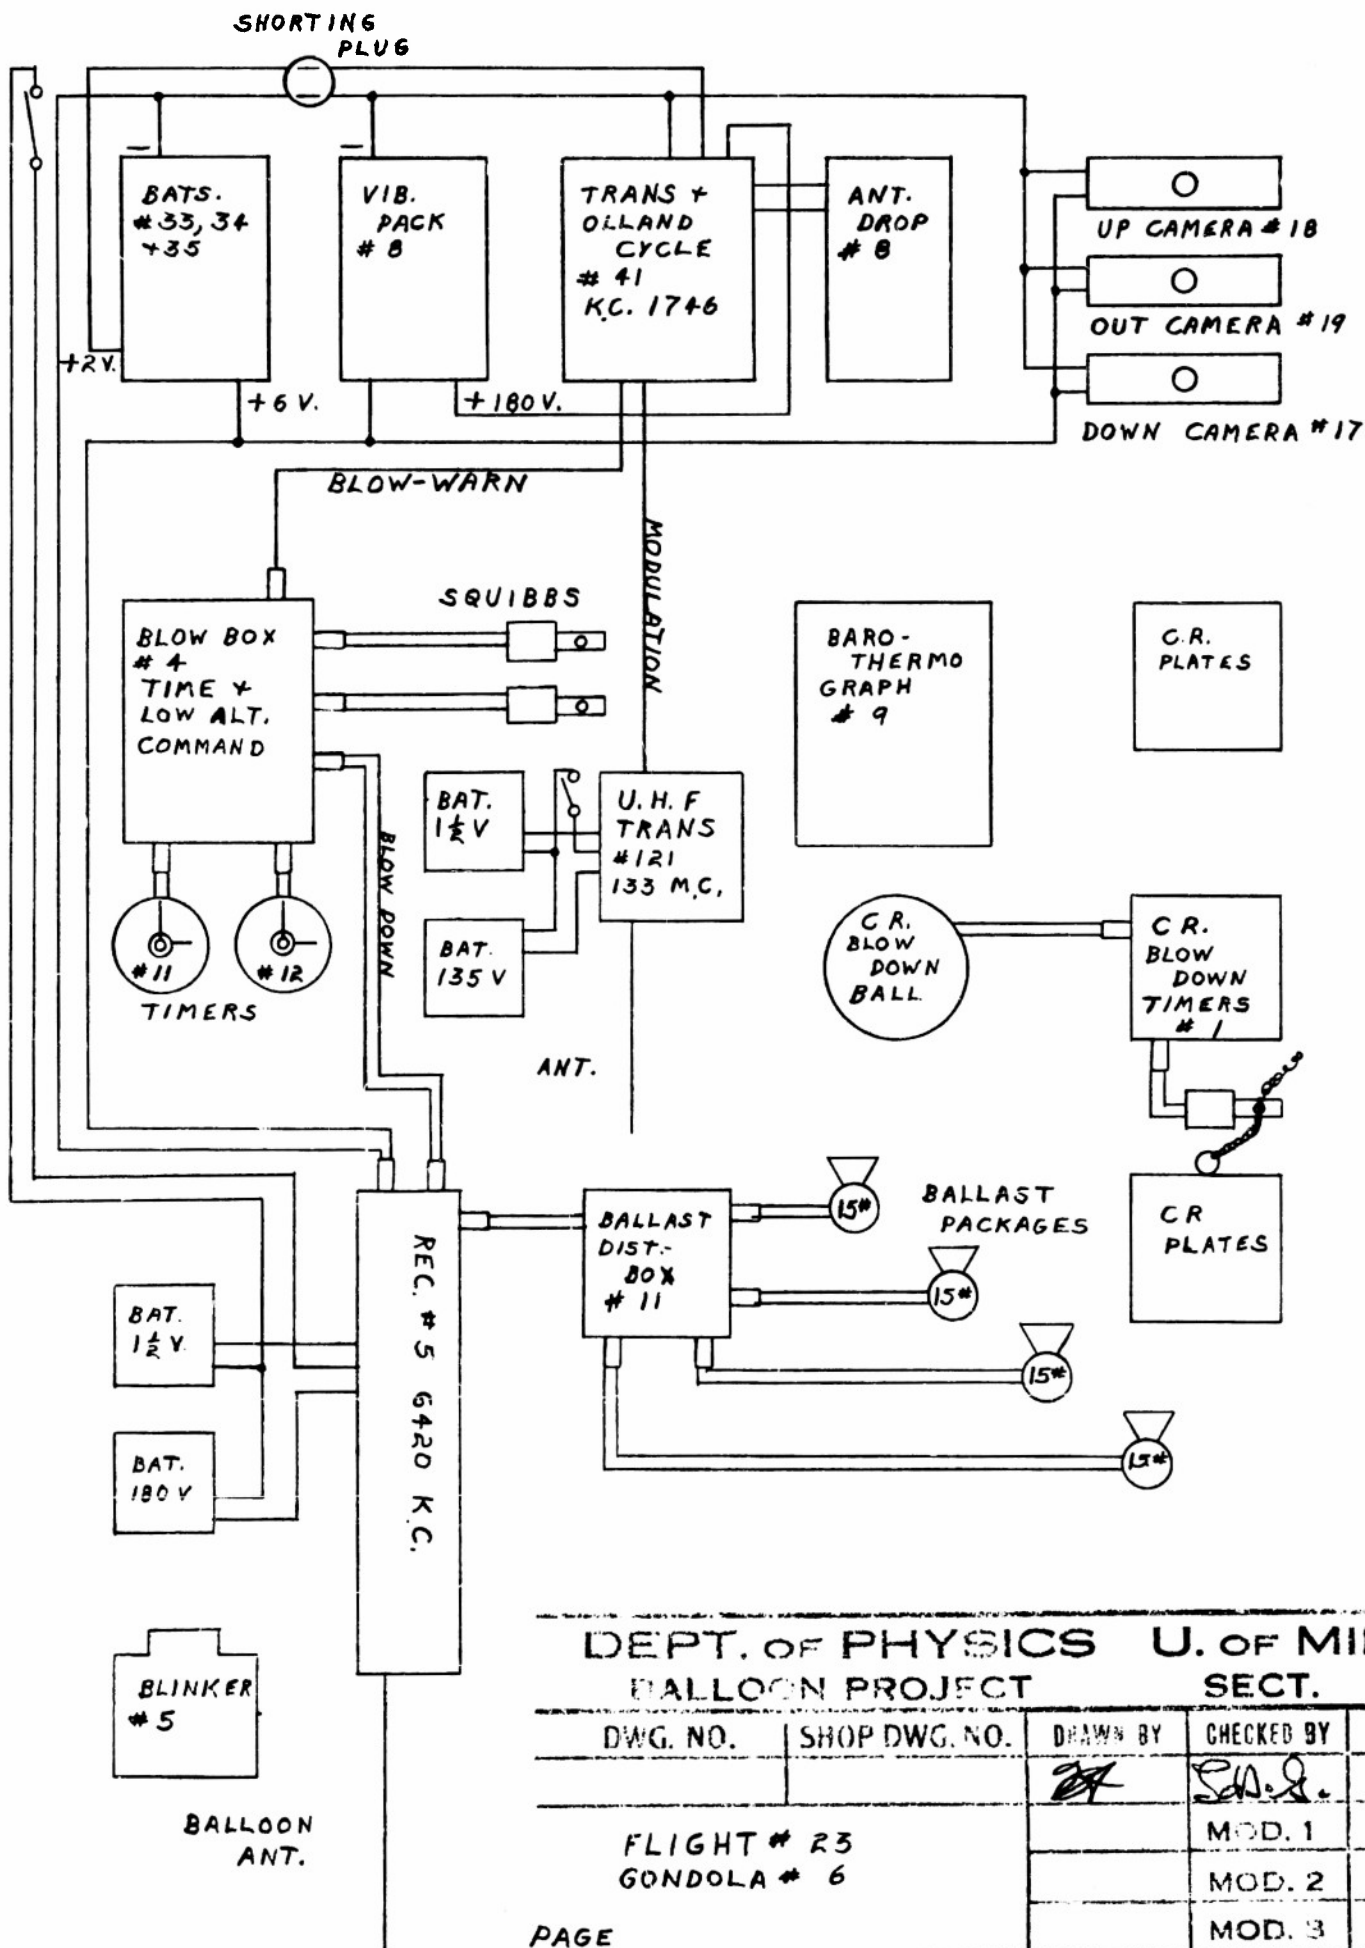 SHORTING
PLUG
BATS.
#33,34
+35
VIB.
PACK
# 8
TRANS +
OLLAND
CYCLE
# 41
K.C. 1746
ANT.
DROP
# 8
UP CAMERA #18
OUT CAMERA #19
DOWN CAMERA #17
+2V.
+6 V.
+180V.
BLOW-WARN
MODULATION
BLOW BOX
# 4
TIME +
LOW ALT.
COMMAND
SQUIBBS
BARO-
THERMO
GRAPH
# 9
C.R.
PLATES
BAT.
1½ V
U.H.F
TRANS
#121
133 M.C.
BLOW DOWN
BAT.
135 V
#11
#12
TIMERS
C.R.
BLOW
DOWN
BALL
C R.
BLOW
DOWN
TIMERS
# 1
ANT.
BALLAST
DIST.-
BOX
# 11
15#
15#
15#
15#
BALLAST
PACKAGES
CR
PLATES
REC. #5 6420 K.C.
BAT.
1½ V.
BAT.
180 V
BLINKER
#5
BALLOON
ANT.
DEPT. OF PHYSICS U. OF
BALLOON PROJECT SECT.
DWG. NO. SHOP DWG. NO. DRAWN BY CHECKED BY
FLIGHT # 23
GONDOLA # 6
MOD. 1
MOD. 2
MOD. 3
PAGE